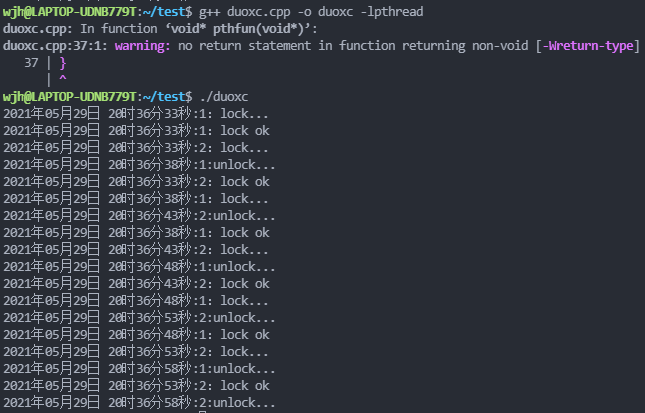 wjh@LAPTOP-UDNB779T:~/test$ g++ duoxc.cpp -o duoxc -lpthread
duoxc.cpp: In function ‘void* pthfun(void*)’:
duoxc.cpp:37:1: warning: no return statement in function returning non-void [-Wreturn-type]
   37 | }
      | ^
wjh@LAPTOP-UDNB779T:~/test$ ./duoxc
2021年05月29日 20时36分33秒:1: lock...
2021年05月29日 20时36分33秒:1: lock ok
2021年05月29日 20时36分33秒:2: lock...
2021年05月29日 20时36分38秒:1:unlock...
2021年05月29日 20时36分33秒:2: lock ok
2021年05月29日 20时36分38秒:1: lock...
2021年05月29日 20时36分43秒:2:unlock...
2021年05月29日 20时36分38秒:1: lock ok
2021年05月29日 20时36分43秒:2: lock...
2021年05月29日 20时36分48秒:1:unlock...
2021年05月29日 20时36分43秒:2: lock ok
2021年05月29日 20时36分48秒:1: lock...
2021年05月29日 20时36分53秒:2:unlock...
2021年05月29日 20时36分48秒:1: lock ok
2021年05月29日 20时36分53秒:2: lock...
2021年05月29日 20时36分58秒:1:unlock...
2021年05月29日 20时36分53秒:2: lock ok
2021年05月29日 20时36分58秒:2:unlock...